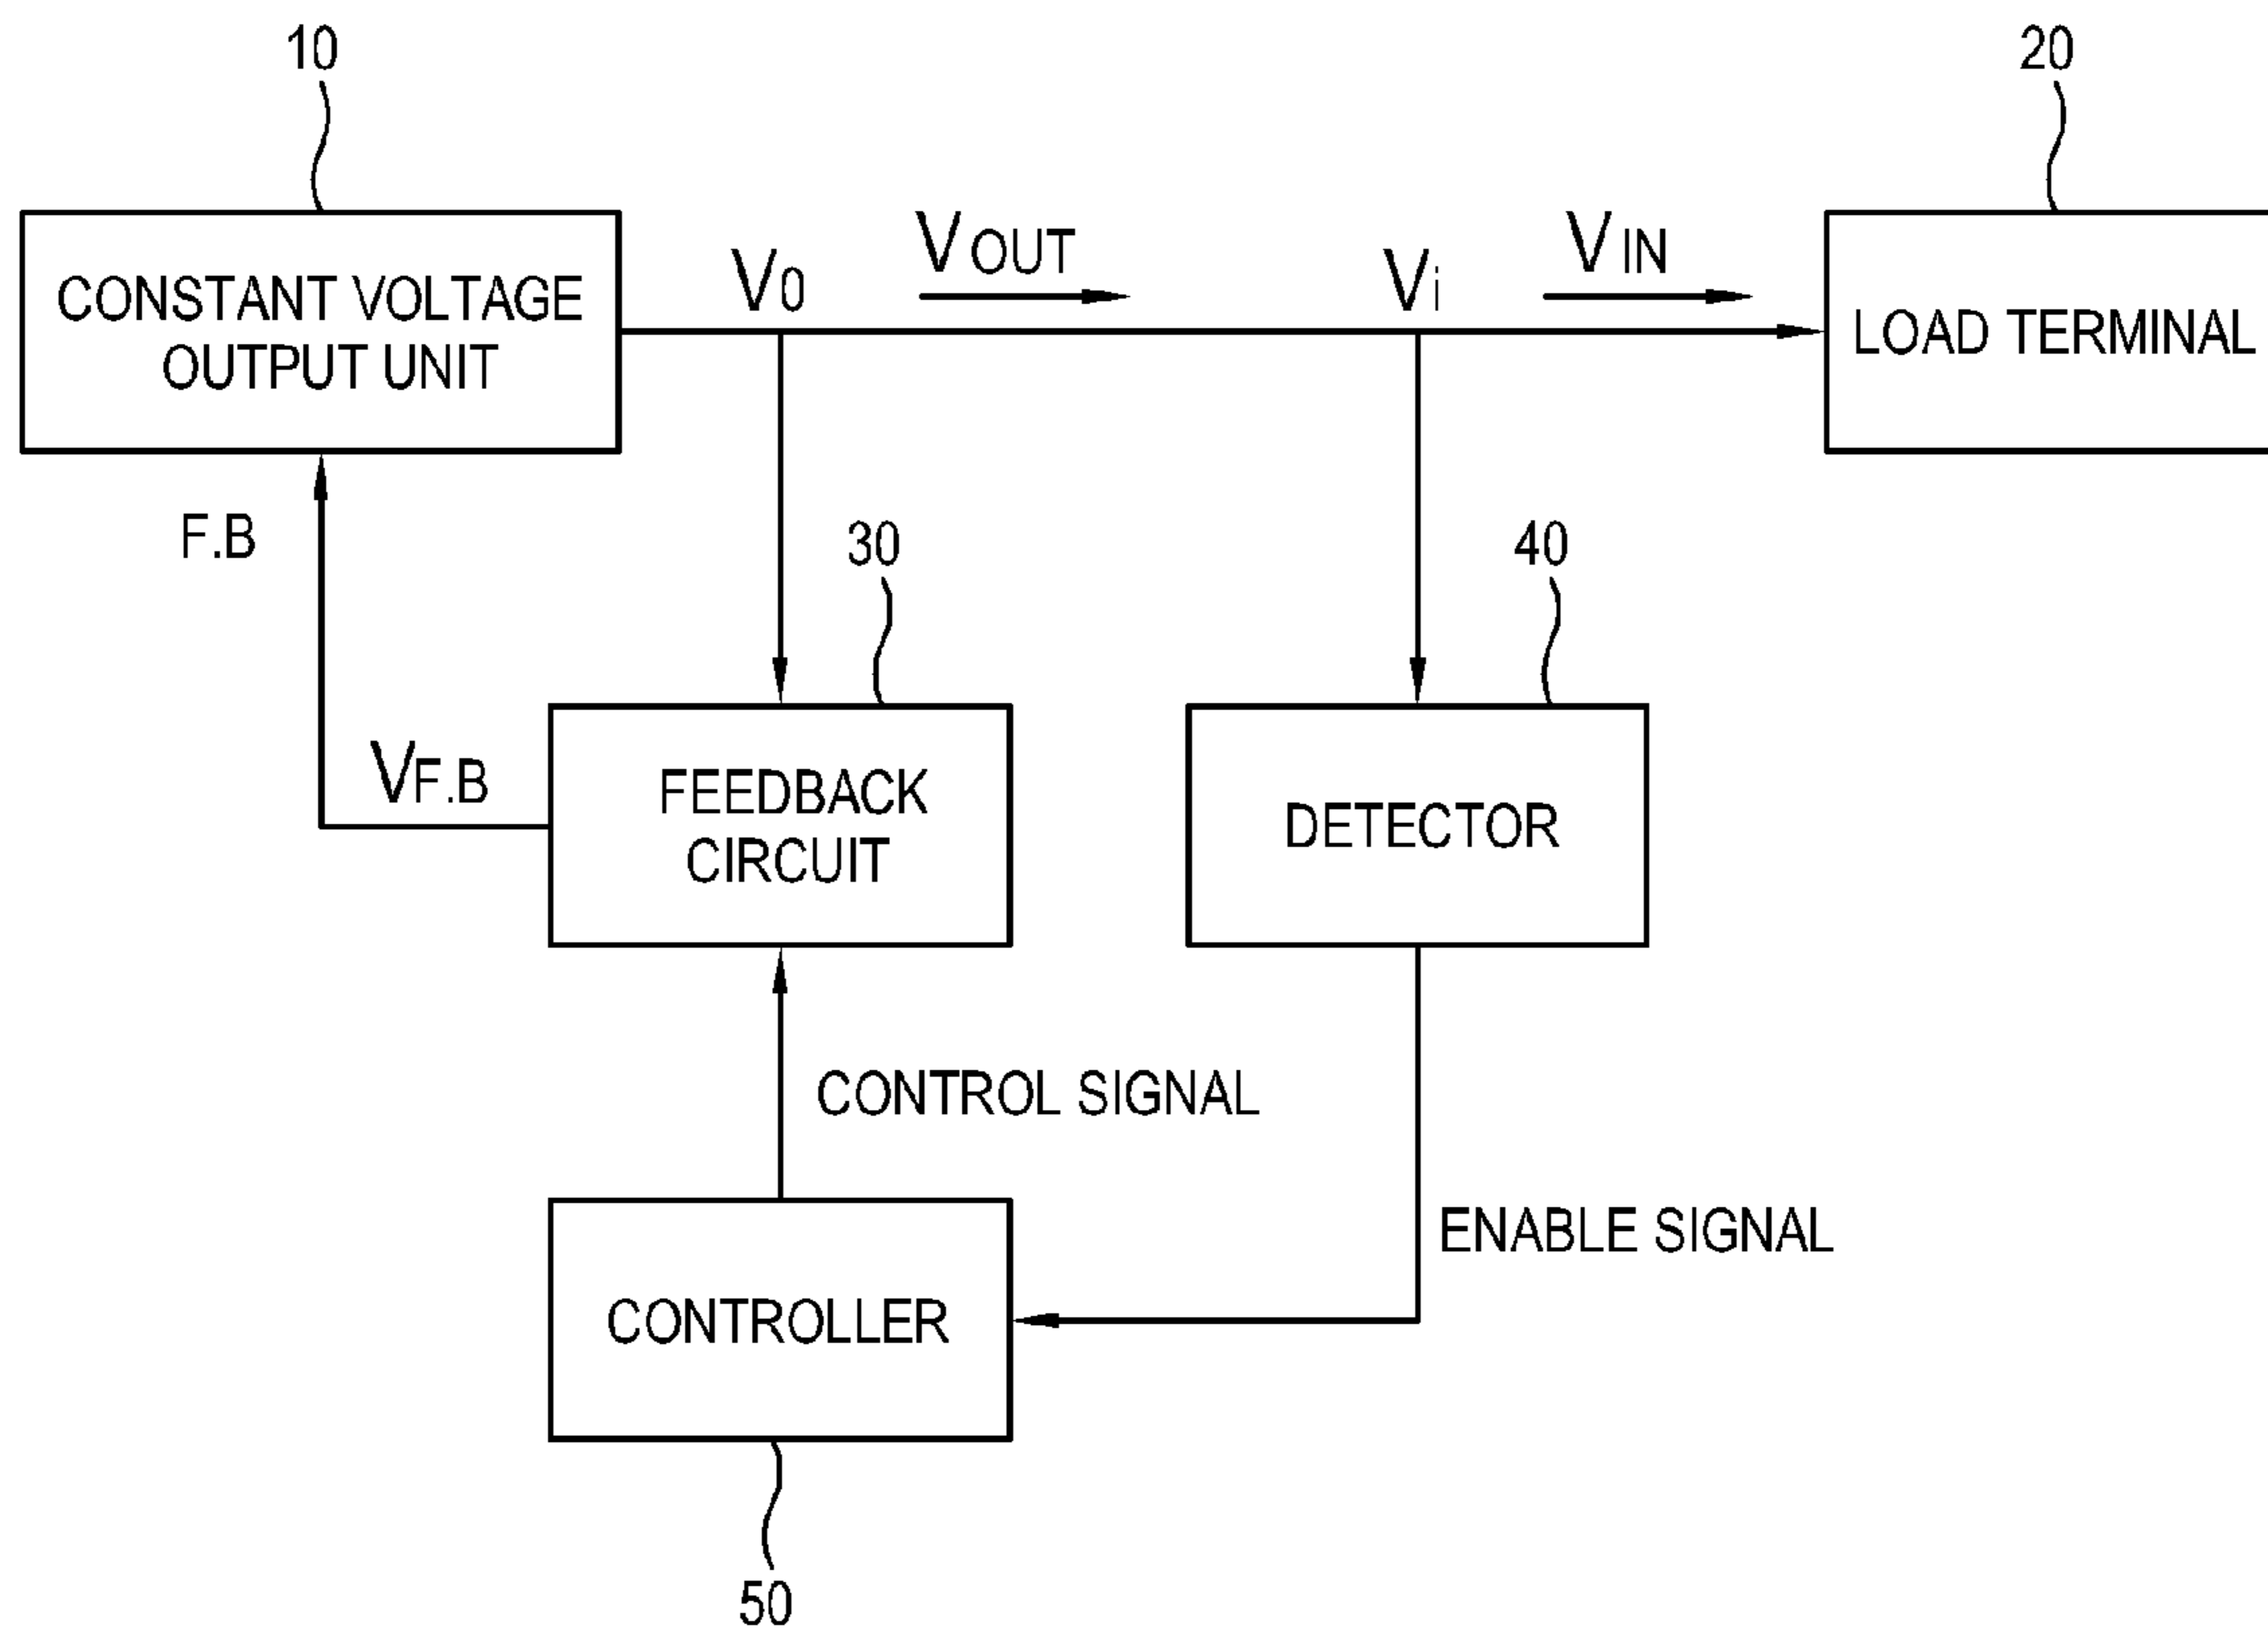 10
20
CONSTANT VOLTAGE
OUTPUT UNIT
V0
VOUT
Vi
VIN
LOAD TERMINAL
F.B
30
40
VF.B
FEEDBACK
CIRCUIT
DETECTOR
CONTROL SIGNAL
ENABLE SIGNAL
CONTROLLER
50